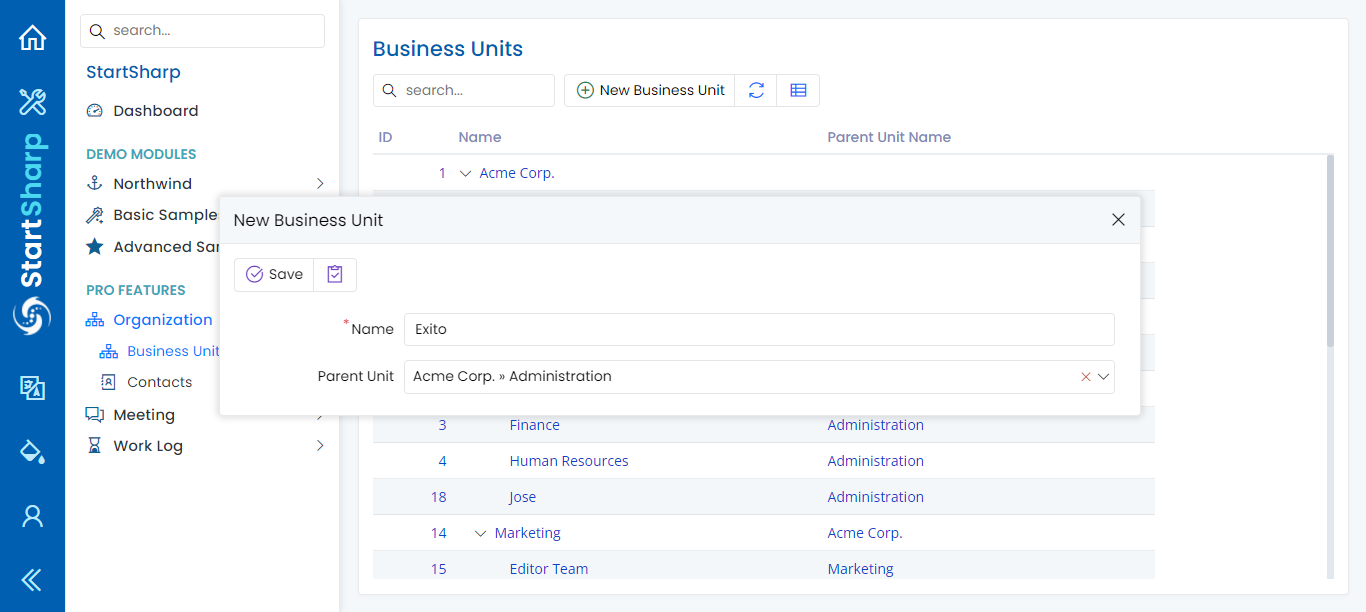 StartSharp
search...
StartSharp
Dashboard
DEMO MODULES
Northwind
Basic Sample
Advanced Sa
PRO FEATURES
Organization
Business Unit
Contacts
Meeting
Work Log
Business Units
search...
New Business Unit
ID Name Parent Unit Name
1 Acme Corp.
New Business Unit
Save
*Name Exito
Parent Unit Acme Corp. » Administration
3 Finance Administration
4 Human Resources Administration
18 Jose Administration
14 Marketing Acme Corp.
15 Editor Team Marketing